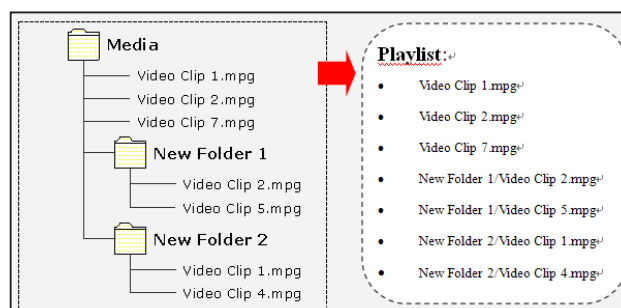 Media
Video Clip 1.mpg
Video Clip 2.mpg
Video Clip 7.mpg
New Folder 1
Video Clip 2.mpg
Video Clip 5.mpg
New Folder 2
Video Clip 1.mpg
Video Clip 4.mpg
Playlist:↵
• Video Clip 1.mpg↵
• Video Clip 2.mpg↵
• Video Clip 7.mpg↵
• New Folder 1/Video Clip 2.mpg↵
• New Folder 1/Video Clip 5.mpg↵
• New Folder 2/Video Clip 1.mpg↵
• New Folder 2/Video Clip 4.mpg↵